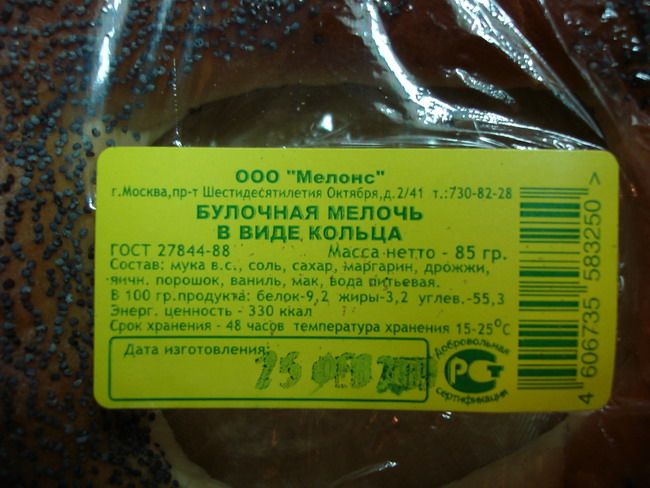 ООО "Мелонс"
г.Москва,пр-т Шестидесятилетия Октября,д.2/41 т.:730-82-28
БУЛОЧНАЯ МЕЛОЧЬ
В ВИДЕ КОЛЬЦА
ГОСТ 27844-88 Масса нетто - 85 гр.
Состав: мука в.с., соль, сахар, маргарин, дрожжи,
яичн. порошок, ваниль, мак, вода питьевая.
В 100 гр.продукта: белок-9,2 жиры-3,2 углев.-55,3
Энерг. ценность - 330 ккал
Срок хранения - 48 часов температура хранения 15-25°С
Дата изготовления:
25 ФЕВ
Добровольная
РСТ
сертификация
4 606735 583250 >